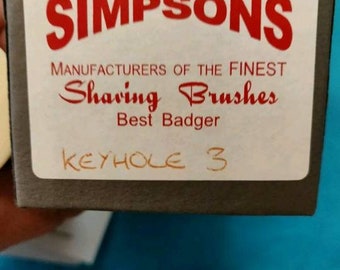 SIMPSONS
MANUFACTURERS OF THE FINEST
Shaving Brushes
Best Badger
KEYHOLE 3